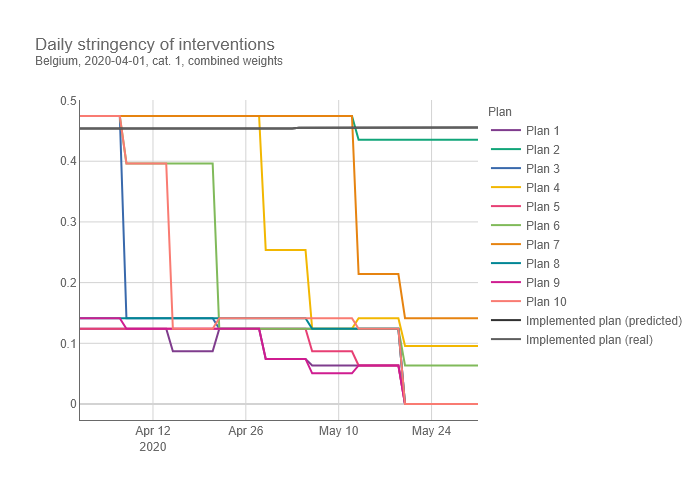 Daily stringency of interventions
Belgium, 2020-04-01, cat. 1, combined weights
0.5
0.4
0.3
0.2
0.1
0
Apr 12
2020
Apr 26
May 10
May 24
Plan
Plan 1
Plan 2
Plan 3
Plan 4
Plan 5
Plan 6
Plan 7
Plan 8
Plan 9
Plan 10
Implemented plan (predicted)
Implemented plan (real)